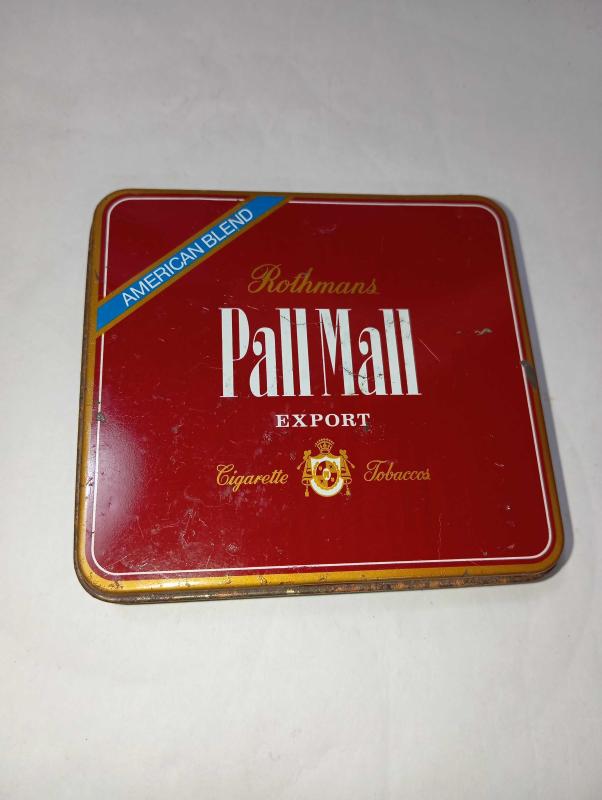 AMERICAN BLEND
Rothmans
Pall Mall
EXPORT
Cigarette Tobaccos